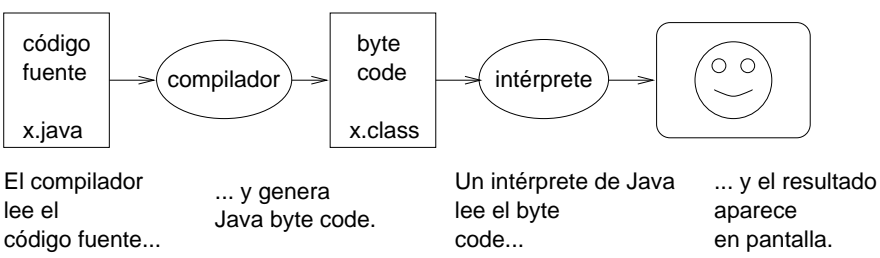 código
fuente
x.java
compilador
byte
code
x.class
intérprete
El compilador
lee el
código fuente...
... y genera
Java byte code.
Un intérprete de Java
lee el byte
code...
... y el resultado
aparece
en pantalla.